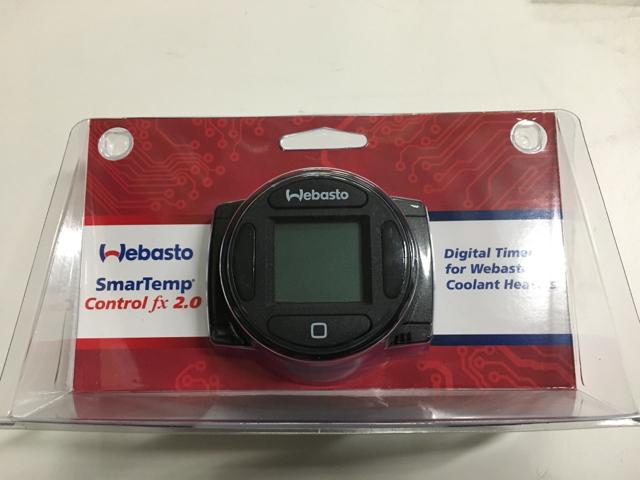 Webasto
Webasto
SmarTemp®
Control fx 2.0
Digital Timer
for Webasto
Coolant Heaters